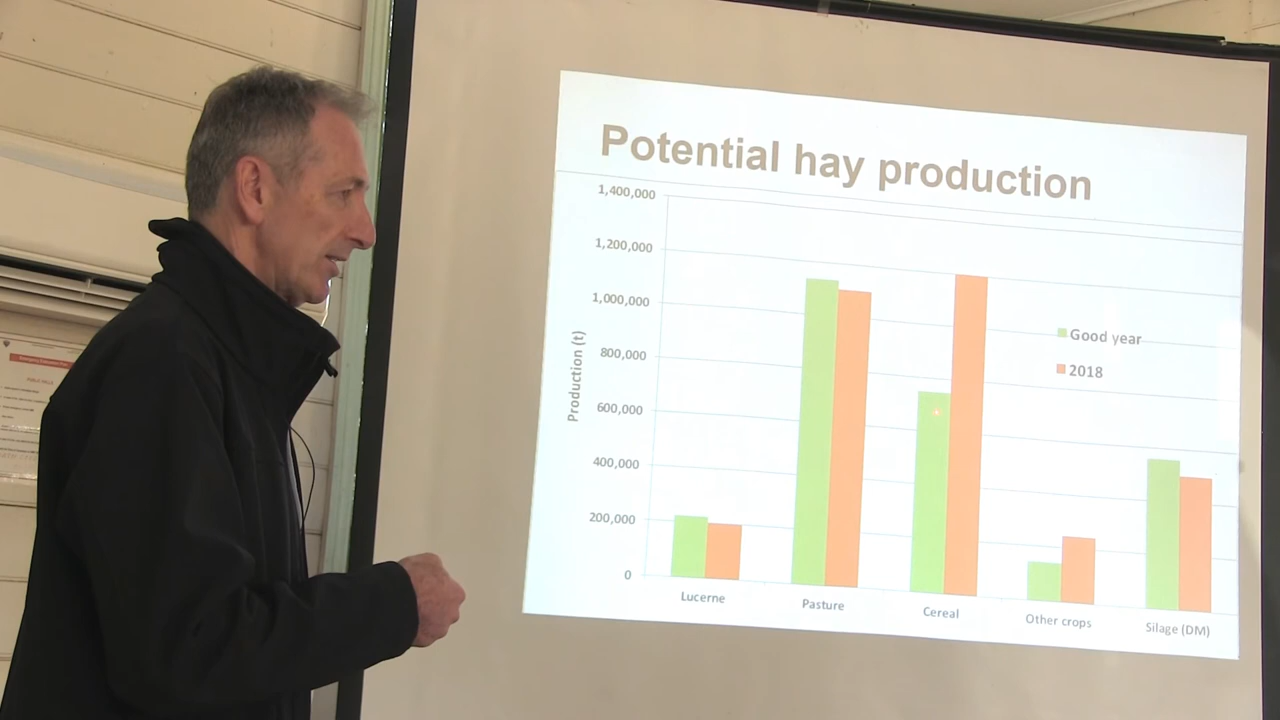 Potential hay production
1,400,000
1,200,000
1,000,000
800,000
600,000
400,000
200,000
0
Production (t)
Good year
2018
Lucerne
Pasture
Cereal
Other crops
Silage (DM)